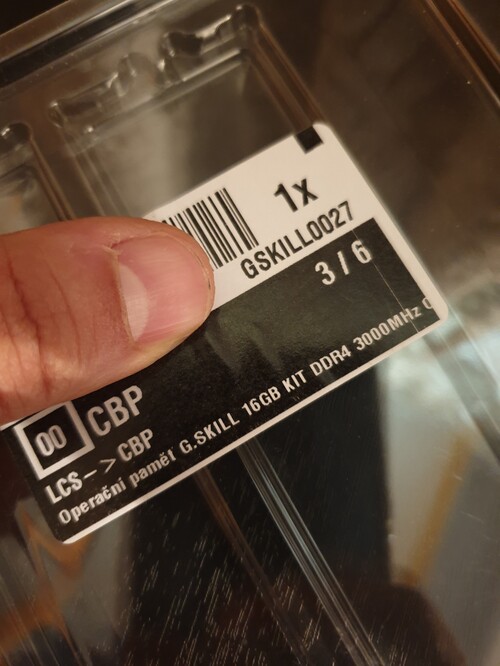 1x
GSKILL0027
3/6
00
CBP
LCS-->CBP
Operační paměť G.SKILL 16GB KIT DDR4 3000MHz